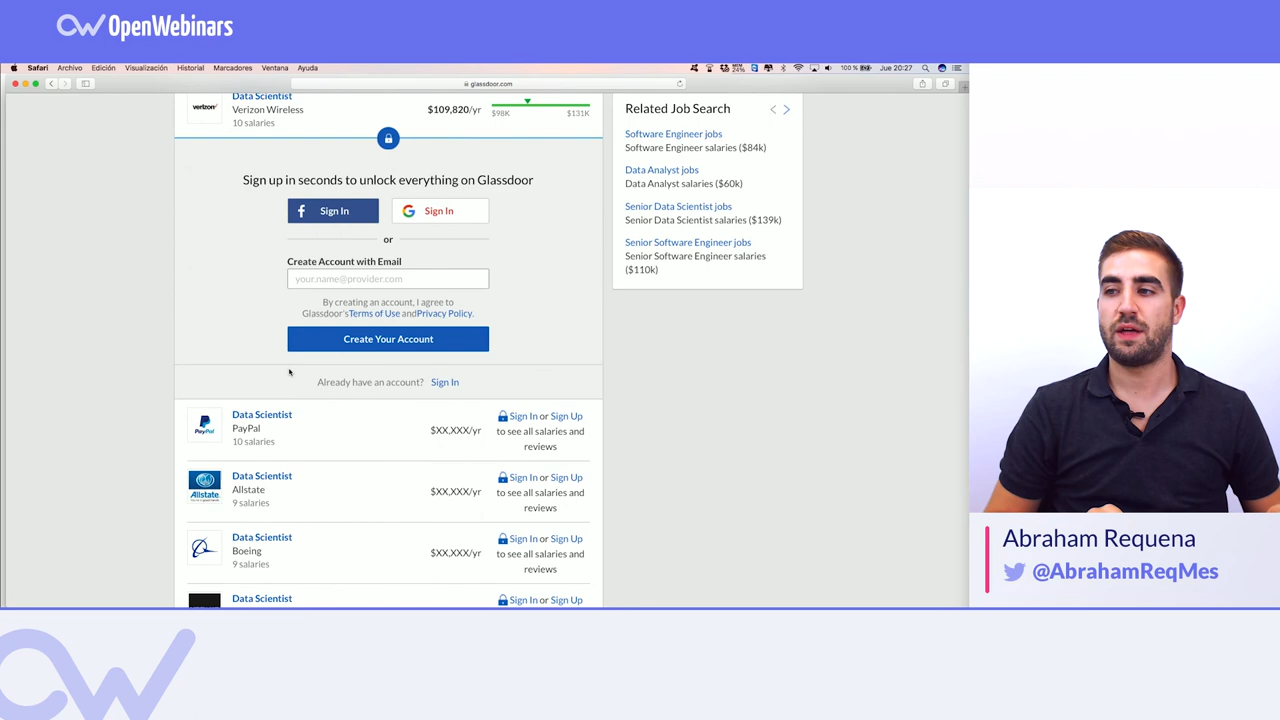 OpenWebinars
Safari Archivo Edición Visualización Historial Marcadores Ventana Ayuda
100 % Jue 20:27
glassdoor.com
Data Scientist
verizon
Verizon Wireless
$109,820/yr
$98K
$131K
10 salaries
Sign up in seconds to unlock everything on Glassdoor
f Sign In
G Sign In
or
Create Account with Email
your.name@provider.com
By creating an account, I agree to
Glassdoor'sTerms of Use andPrivacy Policy.
Create Your Account
Already have an account? Sign In
Data Scientist
PayPal
PayPal
10 salaries
$XX,XXX/yr
Sign In or Sign Up
to see all salaries and
reviews
Data Scientist
Allstate
Allstate
9 salaries
$XX,XXX/yr
Sign In or Sign Up
to see all salaries and
reviews
Data Scientist
Boeing
9 salaries
$XX,XXX/yr
Sign In or Sign Up
to see all salaries and
reviews
Data Scientist
Sign In or Sign Up
Related Job Search
Software Engineer jobs
Software Engineer salaries ($84k)
Data Analyst jobs
Data Analyst salaries ($60k)
Senior Data Scientist jobs
Senior Data Scientist salaries ($139k)
Senior Software Engineer jobs
Senior Software Engineer salaries
($110k)
Abraham Requena
@AbrahamReqMes